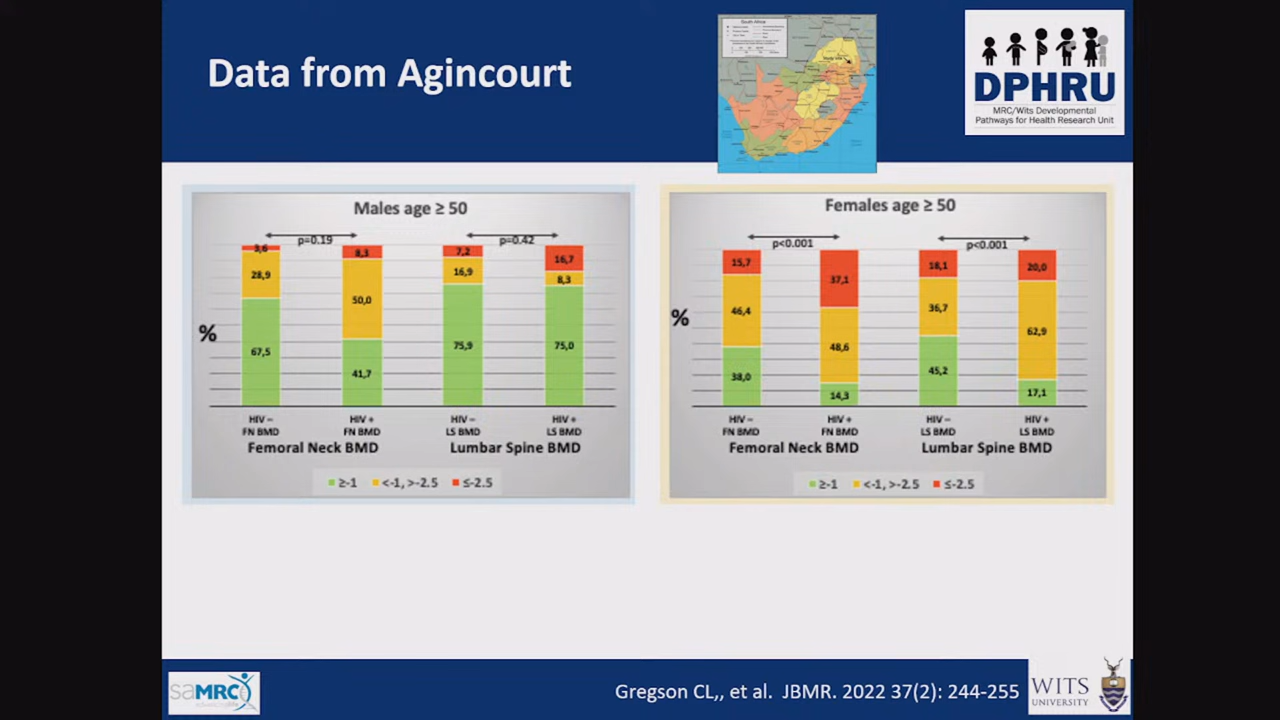 Data from Agincourt
South Africa
DPHRU
MRC/Wits Developmental
Pathways for Health Research Unit
Males age ≥ 50
p=0.19
p=0.42
3,6
8,3
7,2
16,7
28,9
50,0
16,9
8,3
%
67,5
41,7
75,9
75,0
HIV – HIV + HIV – HIV +
FN BMD FN BMD LS BMD LS BMD
Femoral Neck BMD Lumbar Spine BMD
≥-1 <-1, >-2.5 ≤-2.5
Females age ≥ 50
p<0.001
p<0.001
15,7
37,1
18,1
20,0
46,4
48,6
36,7
62,9
%
38,0
14,3
45,2
17,1
HIV – HIV + HIV – HIV +
FN BMD FN BMD LS BMD LS BMD
Femoral Neck BMD Lumbar Spine BMD
≥-1 <-1, >-2.5 ≤-2.5
saMRC
Gregson CL,, et al. JBMR. 2022 37(2): 244-255
WITS
UNIVERSITY